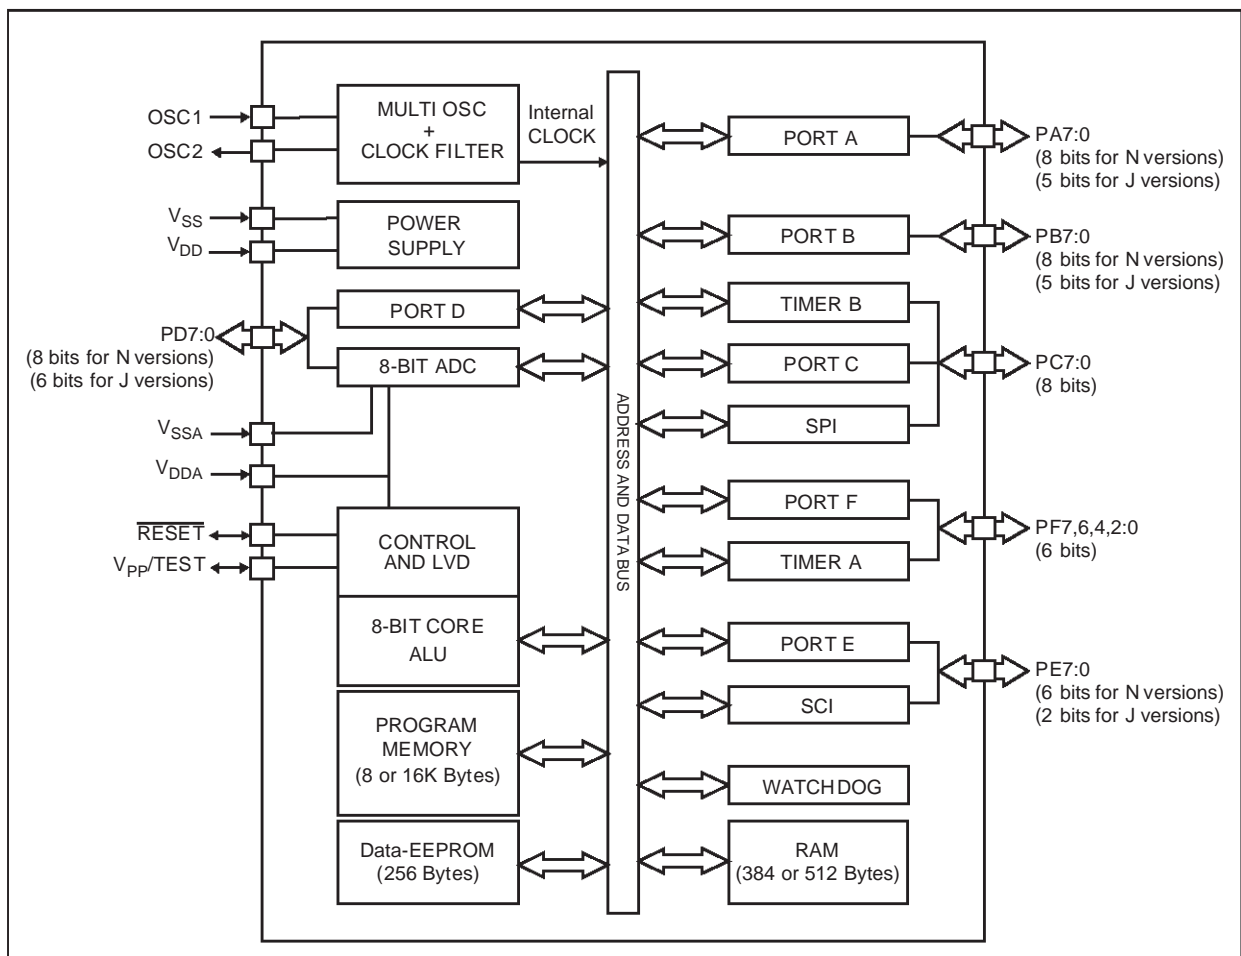 OSC1
OSC2
MULTI OSC
+
CLOCK FILTER
Internal
CLOCK
VSS
VDD
POWER
SUPPLY
PD7:0
(8 bits for N versions)
(6 bits for J versions)
PORT D
8-BIT ADC
VSSA
VDDA
RESET
VPP/TEST
CONTROL
AND LVD
8-BIT CORE
ALU
PROGRAM
MEMORY
(8 or 16K Bytes)
Data-EEPROM
(256 Bytes)
ADDRESS AND DATA BUS
PORT A
PA7:0
(8 bits for N versions)
(5 bits for J versions)
PORT B
PB7:0
(8 bits for N versions)
(5 bits for J versions)
TIMER B
PORT C
SPI
PC7:0
(8 bits)
PORT F
TIMER A
PF7,6,4,2:0
(6 bits)
PORT E
SCI
PE7:0
(6 bits for N versions)
(2 bits for J versions)
WATCHDOG
RAM
(384 or 512 Bytes)